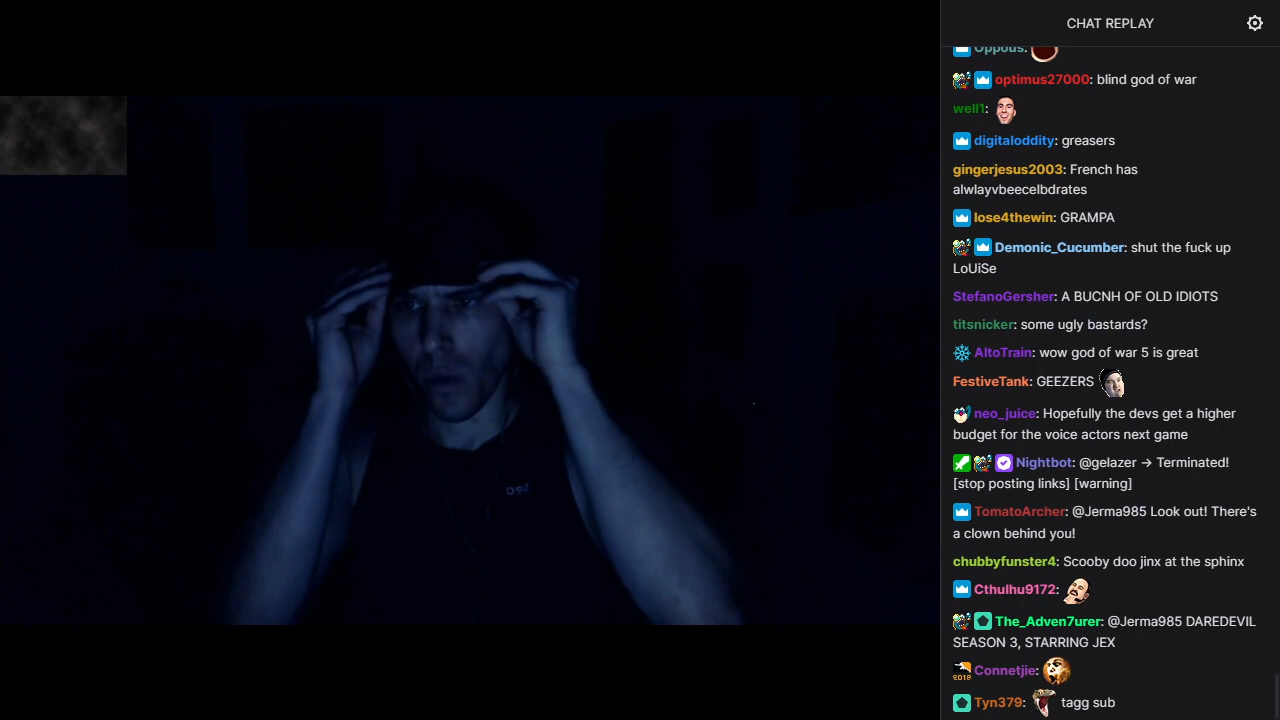 CHAT REPLAY
Oppous:
optimus27000: blind god of war
well1:
digitaloddity: greasers
gingerjesus2003: French has
alwlayvbeecelbdrates
lose4thewin: GRAMPA
Demonic_Cucumber: shut the fuck up
LoUiSe
StefanoGersher: A BUCNH OF OLD IDIOTS
titsnicker: some ugly bastards?
AltoTrain: wow god of war 5 is great
FestiveTank: GEEZERS
neo_juice: Hopefully the devs get a higher
budget for the voice actors next game
Nightbot: @gelazer -> Terminated!
[stop posting links] [warning]
TomatoArcher: @Jerma985 Look out! There's
a clown behind you!
chubbyfunster4: Scooby doo jinx at the sphinx
Cthulhu9172:
The_Adven7urer: @Jerma985 DAREDEVIL
SEASON 3, STARRING JEX
2018 Connetjie:
Tyn379: tagg sub